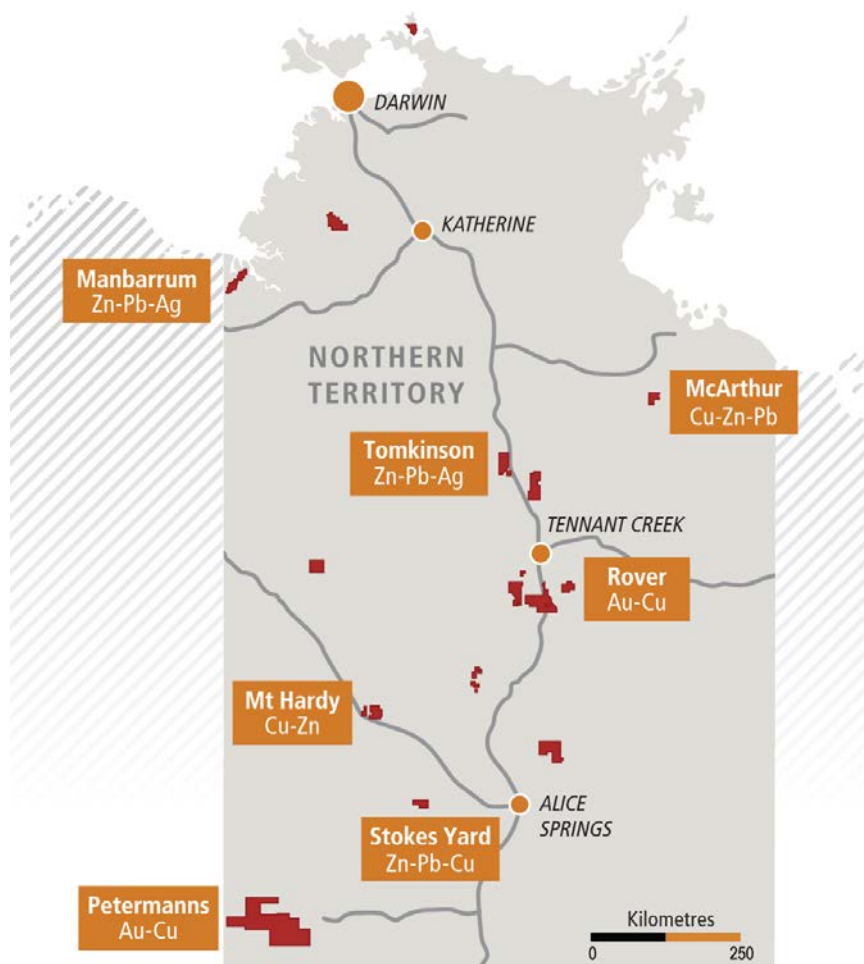 DARWIN
KATHERINE
Manbarrum
Zn-Pb-Ag
NORTHERN
TERRITORY
McArthur
Cu-Zn-Pb
Tomkinson
Zn-Pb-Ag
TENNANT CREEK
Rover
Au-Cu
Mt Hardy
Cu-Zn
ALICE
SPRINGS
Stokes Yard
Zn-Pb-Cu
Petermanns
Au-Cu
Kilometres
0 250